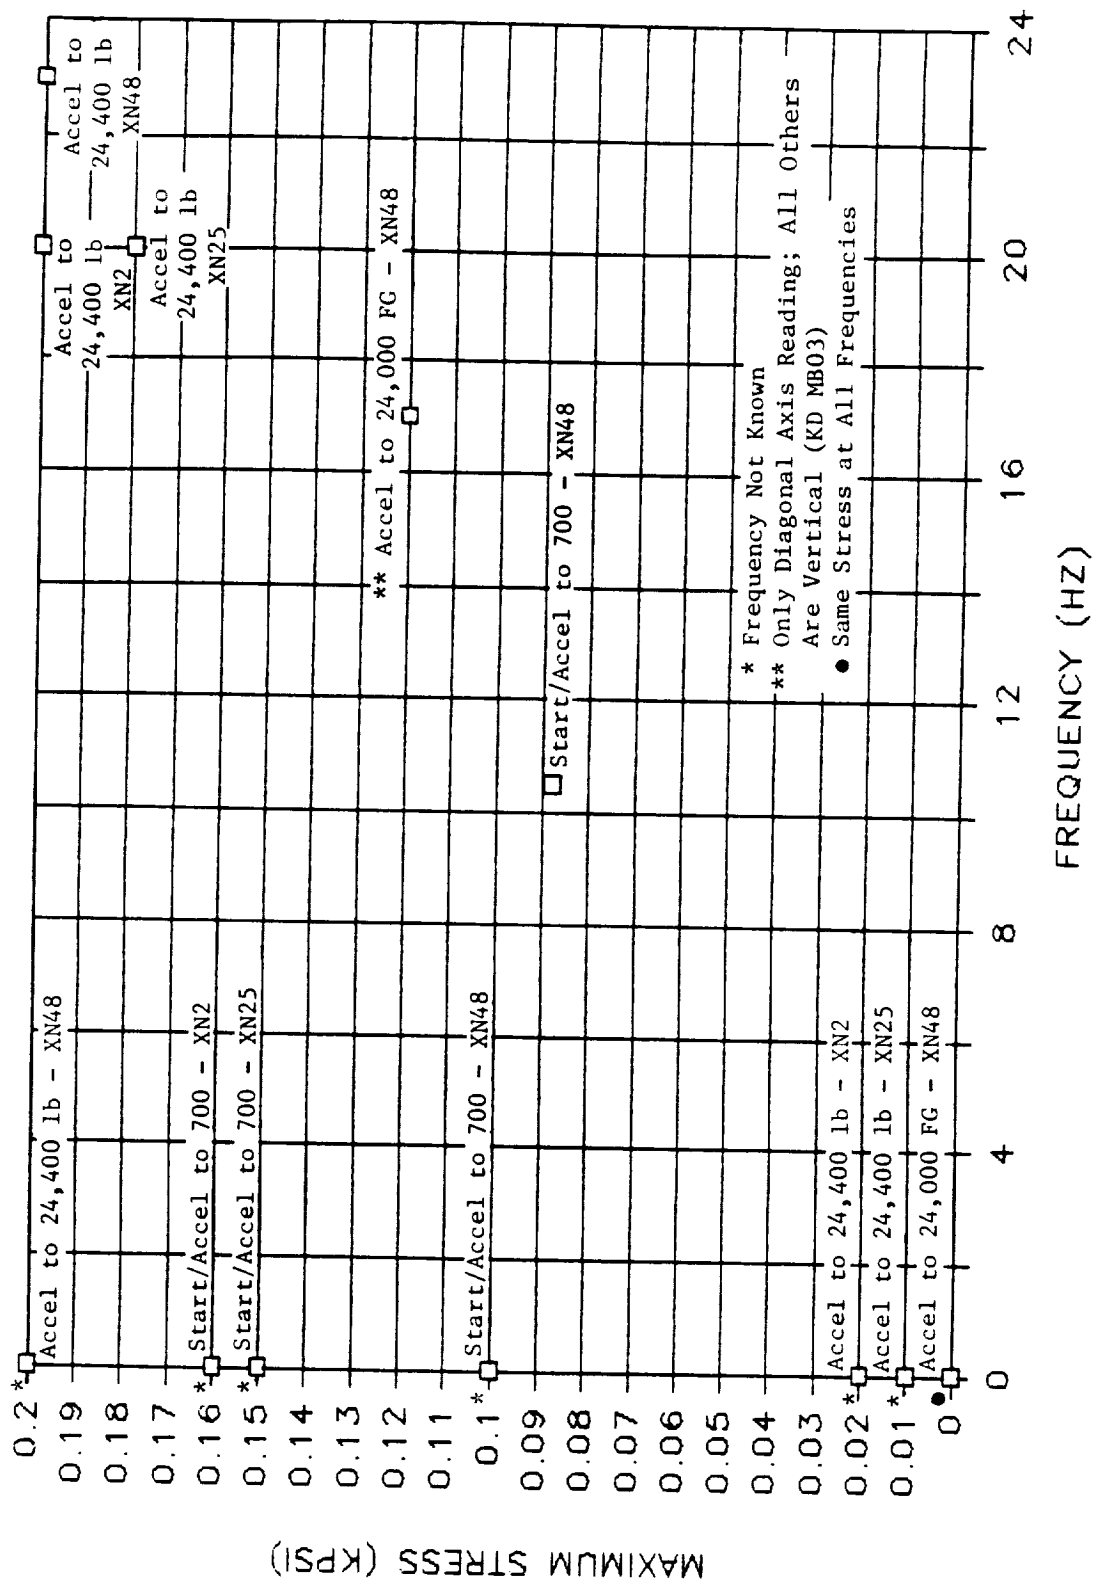 MAXIMUM STRESS (KPSI)
0.2 *
0.19
0.18
0.17
0.16 *
0.15 *
0.14
0.13
0.12
0.11
0.1 *
0.09
0.08
0.07
0.06
0.05
0.04
0.03
0.02 *
0.01 *
0 ●
Accel to 24,400 lb - XN48
Start/Accel to 700 - XN2
Start/Accel to 700 - XN25
Start/Accel to 700 - XN48
Accel to 24,400 lb - XN2
Accel to 24,400 lb - XN25
Accel to 24,000 FG - XN48
Accel to
24,400 lb
XN2
Accel to
24,400 lb
XN48
Accel to
24,400 lb
XN25
** Accel to 24,000 FG - XN48
Start/Accel to 700 - XN48
* Frequency Not Known
** Only Diagonal Axis Reading; All Others
Are Vertical (KD MB03)
● Same Stress at All Frequencies
0 4 8 12 16 20 24
FREQUENCY (HZ)